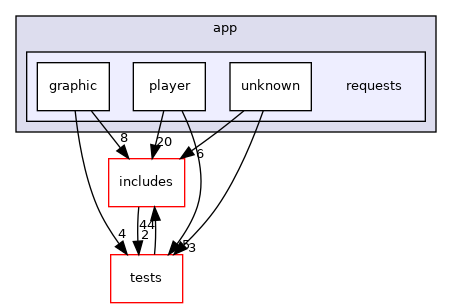 app
graphic
player
unknown
requests
8
20
6
includes
44
4
2
3
tests